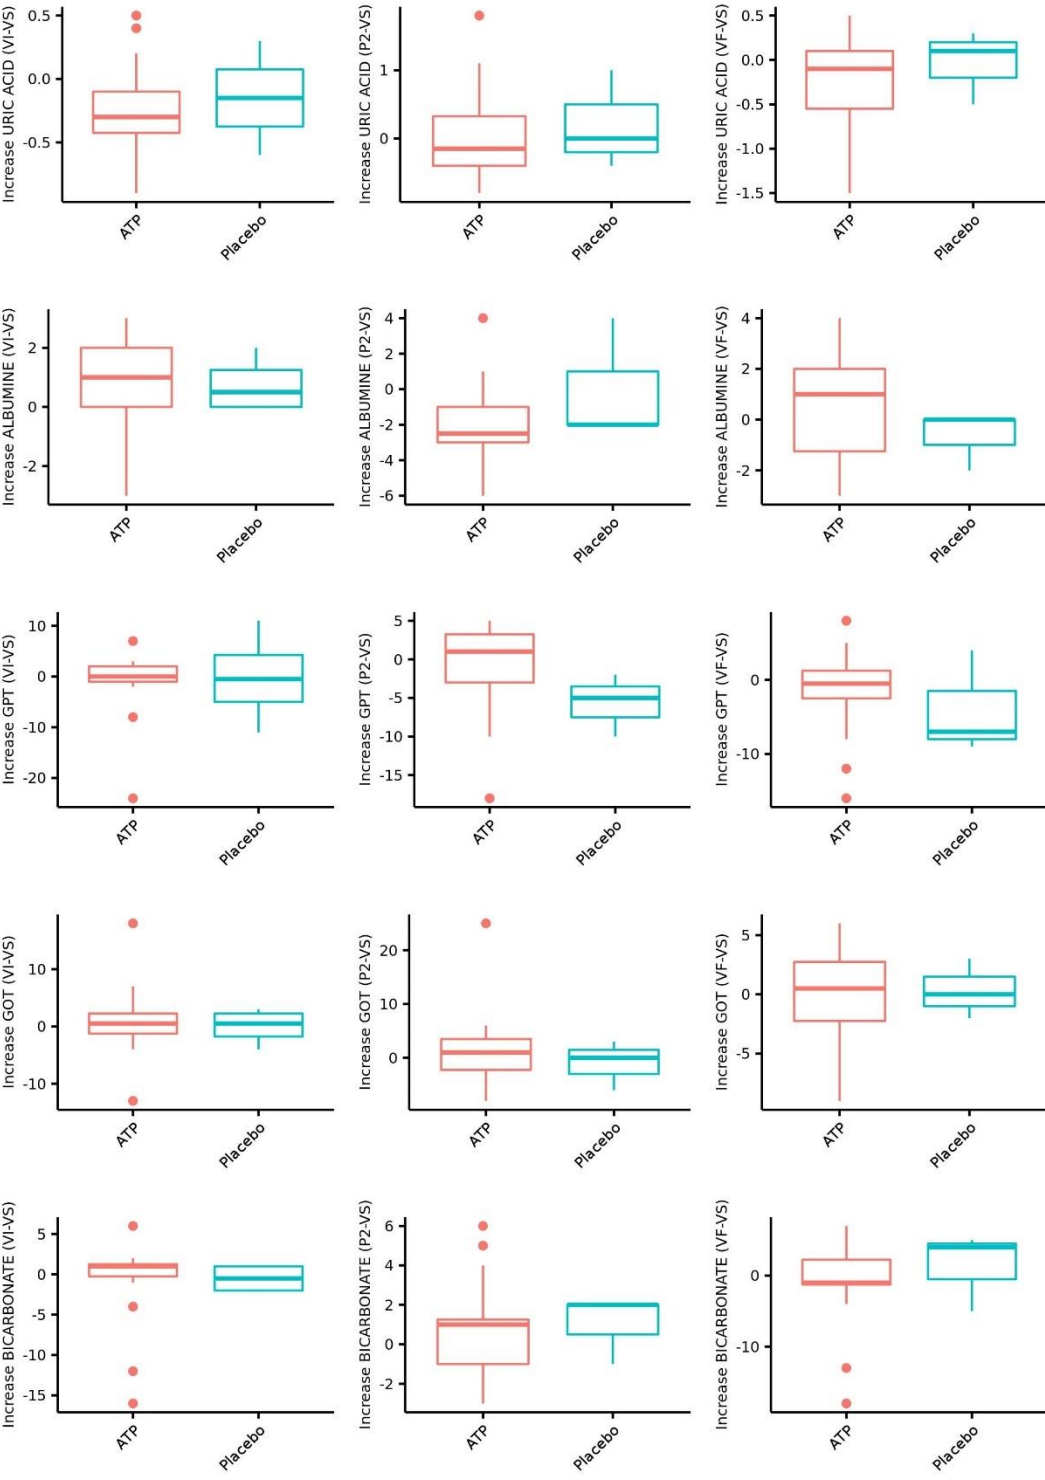 Increase URIC ACID (VI-VS)
0.5
0.0
-0.5
ATP
Placebo
Increase URIC ACID (P2-VS)
1
0
ATP
Placebo
Increase URIC ACID (VF-VS)
0.5
0.0
-0.5
-1.0
-1.5
ATP
Placebo
Increase ALBUMINE (VI-VS)
2
0
-2
ATP
Placebo
Increase ALBUMINE (P2-VS)
4
2
0
-2
-4
-6
ATP
Placebo
Increase ALBUMINE (VF-VS)
4
2
0
-2
ATP
Placebo
Increase GPT (VI-VS)
10
0
-10
-20
ATP
Placebo
Increase GPT (P2-VS)
5
0
-5
-10
-15
ATP
Placebo
Increase GPT (VF-VS)
0
-10
ATP
Placebo
Increase GOT (VI-VS)
10
0
-10
ATP
Placebo
Increase GOT (P2-VS)
20
10
0
ATP
Placebo
Increase GOT (VF-VS)
5
0
-5
ATP
Placebo
Increase BICARBONATE (VI-VS)
5
0
-5
-10
-15
ATP
Placebo
Increase BICARBONATE (P2-VS)
6
4
2
0
-2
ATP
Placebo
Increase BICARBONATE (VF-VS)
0
-10
ATP
Placebo